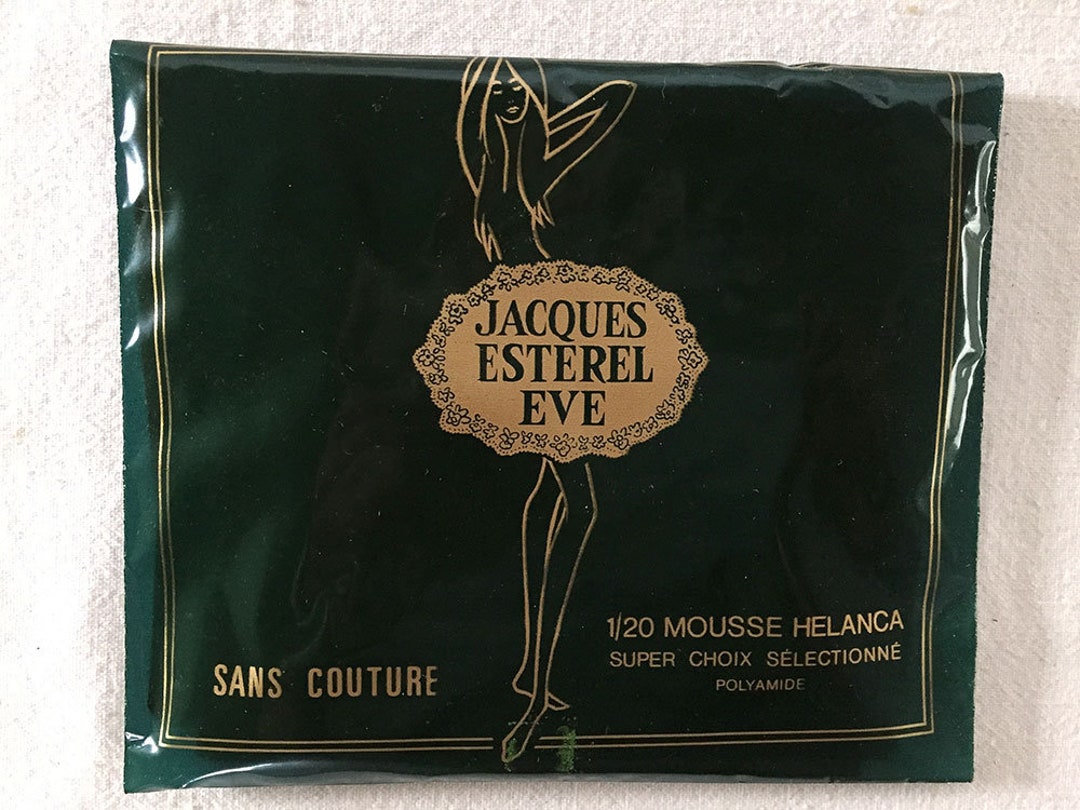 JACQUES
ESTEREL
EVE
1/20 MOUSSE HELANCA
SUPER CHOIX SÉLECTIONNÉ
POLYAMIDE
SANS COUTURE